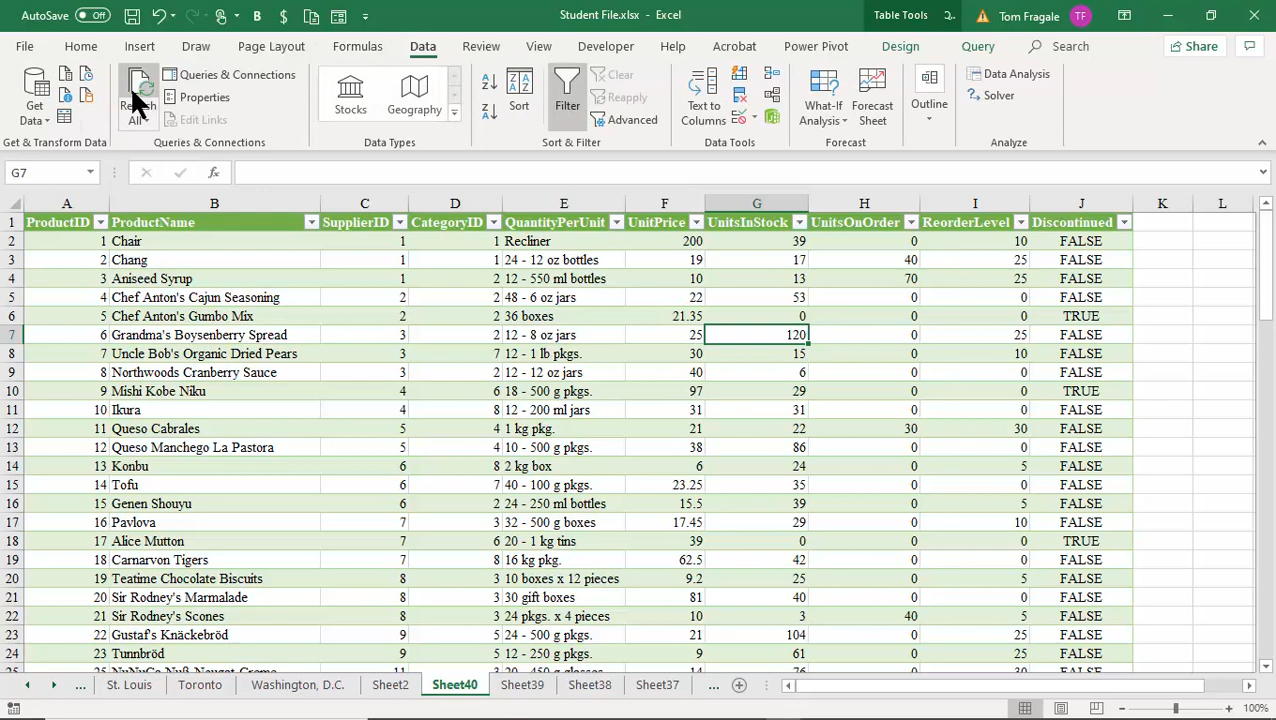 AutoSave Off Student File.xlsx - Excel Table Tools Tom Fragale TF
File Home Insert Draw Page Layout Formulas Data Review View Developer Help Acrobat Power Pivot Design Query Search Share
Get Data Refresh All Queries & Connections Properties Edit Links Stocks Geography Sort Filter Clear Reapply Advanced Text to Columns What-If Analysis Forecast Sheet Outline Data Analysis Solver
Get & Transform Data Queries & Connections Data Types Sort & Filter Data Tools Forecast Analyze
G7 fx
A B C D E F G H I J K L
1 ProductID ProductName SupplierID CategoryID QuantityPerUnit UnitPrice UnitsInStock UnitsOnOrder ReorderLevel Discontinued
2 1 Chair 1 1 Recliner 200 39 0 10 FALSE
3 2 Chang 1 1 24 - 12 oz bottles 19 17 40 25 FALSE
4 3 Aniseed Syrup 1 2 12 - 550 ml bottles 10 13 70 25 FALSE
5 4 Chef Anton's Cajun Seasoning 2 2 48 - 6 oz jars 22 53 0 0 FALSE
6 5 Chef Anton's Gumbo Mix 2 2 36 boxes 21.35 0 0 0 TRUE
7 6 Grandma's Boysenberry Spread 3 2 12 - 8 oz jars 25 120 0 25 FALSE
8 7 Uncle Bob's Organic Dried Pears 3 7 12 - 1 lb pkgs. 30 15 0 10 FALSE
9 8 Northwoods Cranberry Sauce 3 2 12 - 12 oz jars 40 6 0 0 FALSE
10 9 Mishi Kobe Niku 4 6 18 - 500 g pkgs. 97 29 0 0 TRUE
11 10 Ikura 4 8 12 - 200 ml jars 31 31 0 0 FALSE
12 11 Queso Cabrales 5 4 1 kg pkg. 21 22 30 30 FALSE
13 12 Queso Manchego La Pastora 5 4 10 - 500 g pkgs. 38 86 0 0 FALSE
14 13 Konbu 6 8 2 kg box 6 24 0 5 FALSE
15 14 Tofu 6 7 40 - 100 g pkgs. 23.25 35 0 0 FALSE
16 15 Genen Shouyu 6 2 24 - 250 ml bottles 15.5 39 0 5 FALSE
17 16 Pavlova 7 3 32 - 500 g boxes 17.45 29 0 10 FALSE
18 17 Alice Mutton 7 6 20 - 1 kg tins 39 0 0 0 TRUE
19 18 Carnarvon Tigers 7 8 16 kg pkg. 62.5 42 0 0 FALSE
20 19 Teatime Chocolate Biscuits 8 3 10 boxes x 12 pieces 9.2 25 0 5 FALSE
21 20 Sir Rodney's Marmalade 8 3 30 gift boxes 81 40 0 0 FALSE
22 21 Sir Rodney's Scones 8 3 24 pkgs. x 4 pieces 10 3 40 5 FALSE
23 22 Gustaf's Knäckebröd 9 5 24 - 500 g pkgs. 21 104 0 25 FALSE
24 23 Tunnbröd 9 5 12 - 250 g pkgs. 9 61 0 25 FALSE
25 24 NuNuCa Nuß-Nougat-Creme 11 3 20 - 450 g glasses 14 76 0 30 FALSE
... St. Louis Toronto Washington, D.C. Sheet2 Sheet40 Sheet39 Sheet38 Sheet37 ...
100%